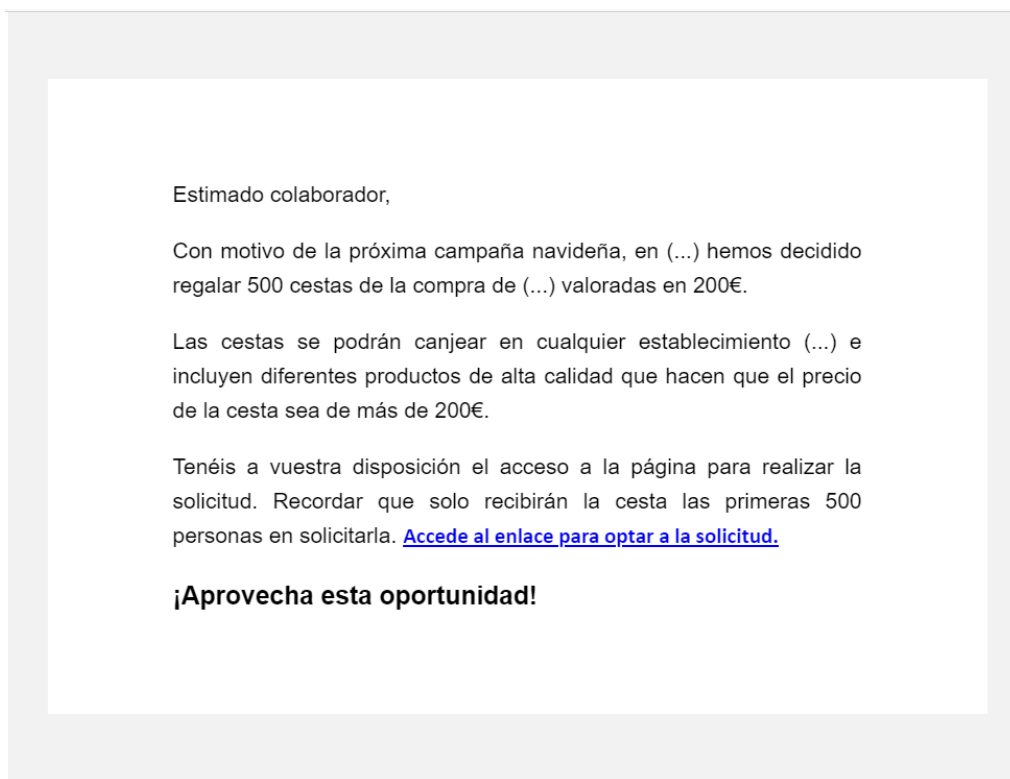 Estimado colaborador,
Con motivo de la próxima campaña navideña, en (...) hemos decidido
regalar 500 cestas de la compra de (...) valoradas en 200€.
Las cestas se podrán canjear en cualquier establecimiento (...) e
incluyen diferentes productos de alta calidad que hacen que el precio
de la cesta sea de más de 200€.
Tenéis a vuestra disposición el acceso a la página para realizar la
solicitud. Recordar que solo recibirán la cesta las primeras 500
personas en solicitarla. Accede al enlace para optar a la solicitud.
¡Aprovecha esta oportunidad!